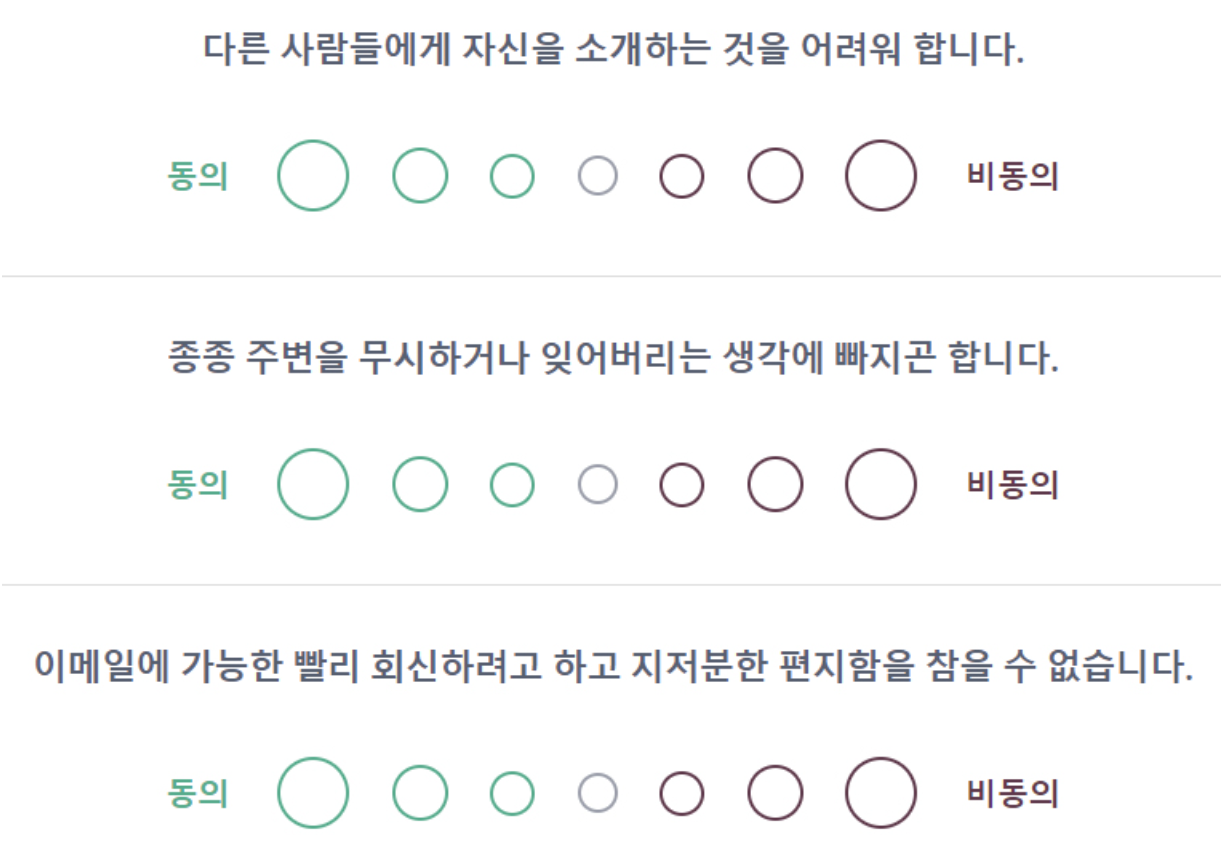 다른 사람들에게 자신을 소개하는 것을 어려워 합니다.
동의 비동의
종종 주변을 무시하거나 잊어버리는 생각에 빠지곤 합니다.
동의 비동의
이메일에 가능한 빨리 회신하려고 하고 지저분한 편지함을 참을 수 없습니다.
동의 비동의